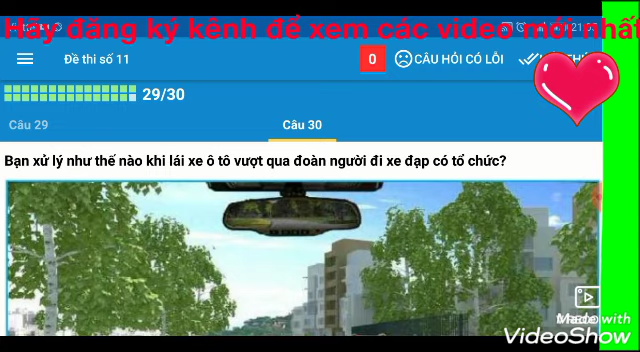 Hãy đăng ký kênh để xem các video mới nhất
Đề thi số 11
0
CÂU HỎI CÓ LỖI
29/30
Câu 29
Câu 30
Bạn xử lý như thế nào khi lái xe ô tô vượt qua đoàn người đi xe đạp có tổ chức?
Made with
VideoShow